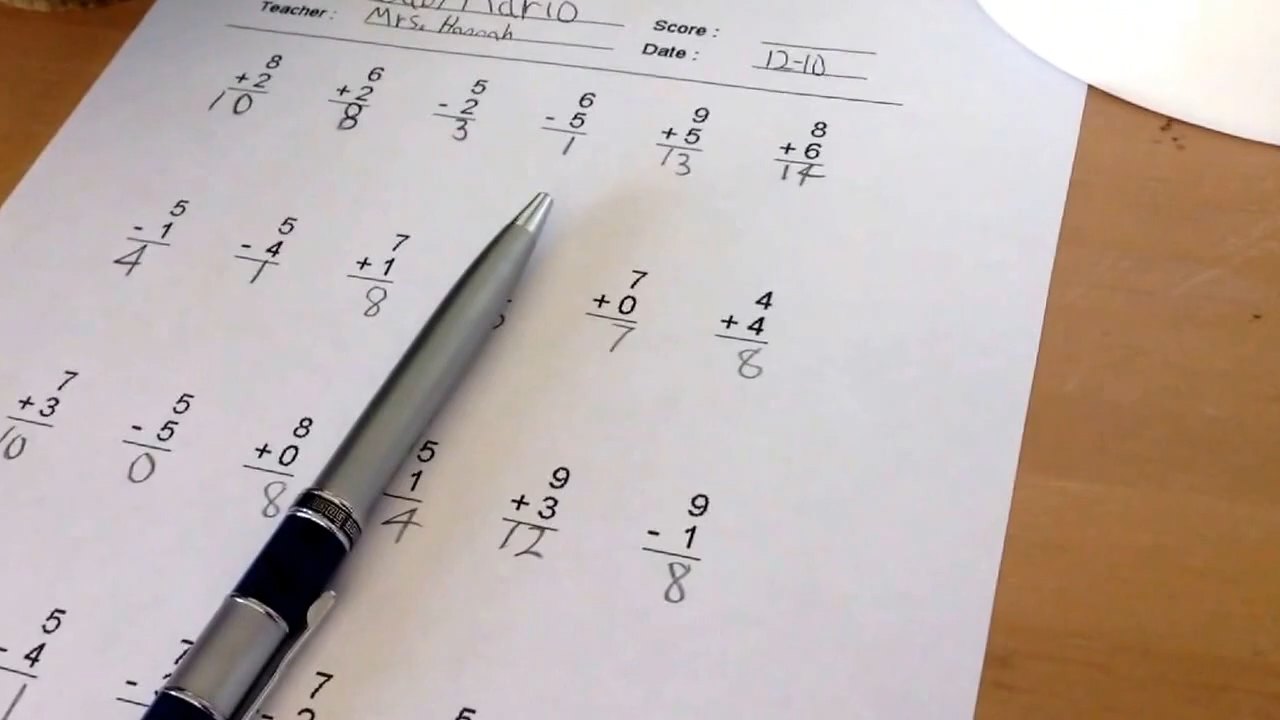 Teacher : Mrs. Hannah
Score :
Date : 12-10
8 6 5 6 9 8
+ 2 + 2 - 2 - 5 + 5 + 6
10 8 3 1 13 14
5 5 7 7 4
- 1 - 4 + 1 + 0 + 4
4 1 8 7 8
7 5 8 5 9 9
+ 3 - 5 + 0 1 + 3 - 1
10 0 8 4 12 8
5 7 7 5
- 4 - -
1